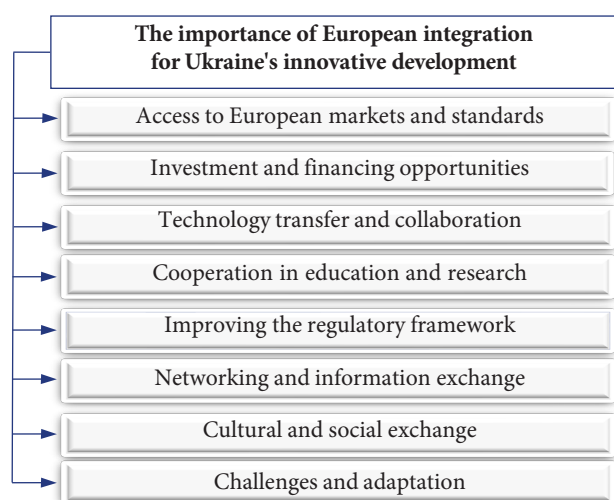 The importance of European integration
for Ukraine's innovative development
Access to European markets and standards
Investment and financing opportunities
Technology transfer and collaboration
Cooperation in education and research
Improving the regulatory framework
Networking and information exchange
Cultural and social exchange
Challenges and adaptation